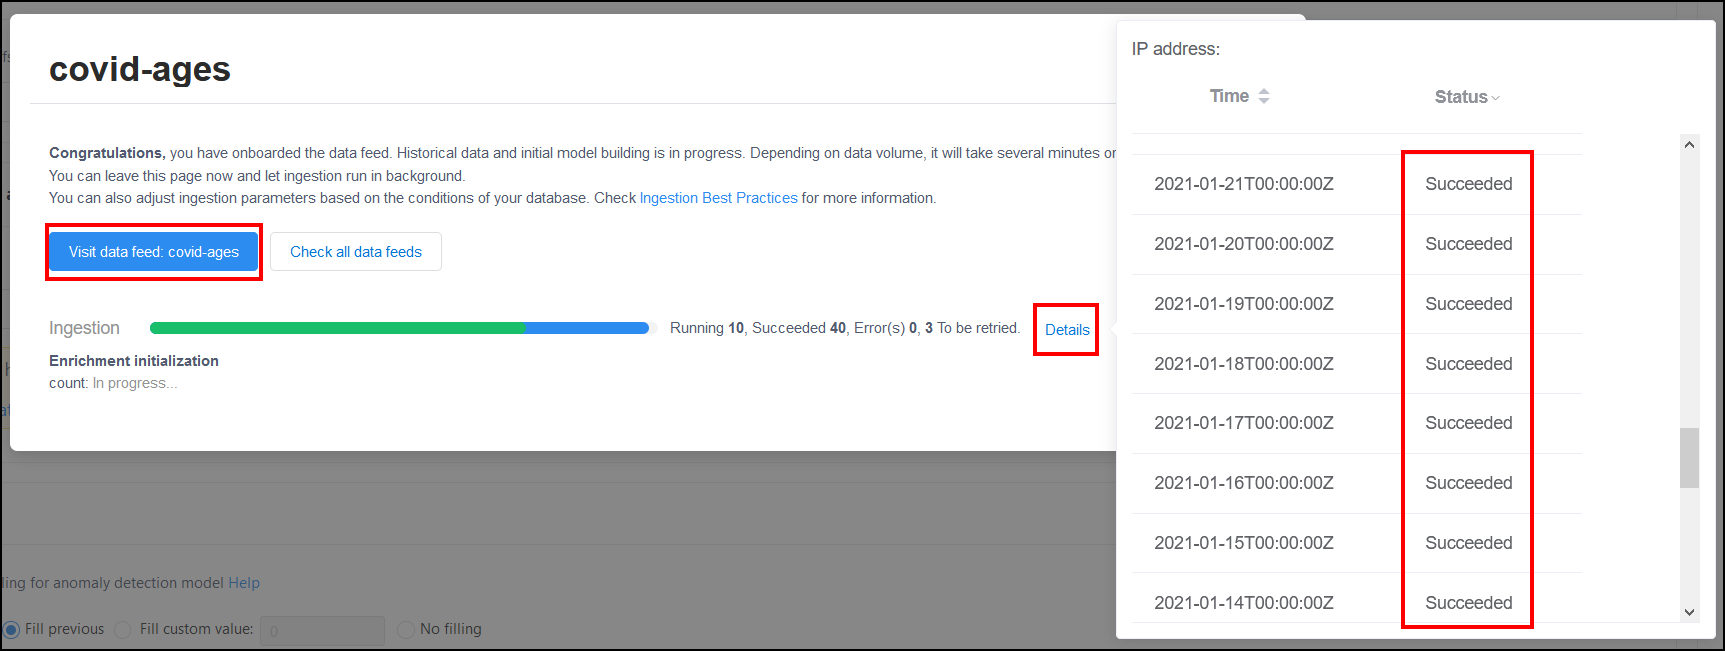 covid-ages
Congratulations, you have onboarded the data feed. Historical data and initial model building is in progress. Depending on data volume, it will take several minutes or
You can leave this page now and let ingestion run in background.
You can also adjust ingestion parameters based on the conditions of your database. Check Ingestion Best Practices for more information.
Visit data feed: covid-ages
Check all data feeds
Ingestion
Running 10, Succeeded 40, Error(s) 0, 3 To be retried.
Details
Enrichment initialization
count: In progress...
IP address:
Time Status
2021-01-21T00:00:00Z Succeeded
2021-01-20T00:00:00Z Succeeded
2021-01-19T00:00:00Z Succeeded
2021-01-18T00:00:00Z Succeeded
2021-01-17T00:00:00Z Succeeded
2021-01-16T00:00:00Z Succeeded
2021-01-15T00:00:00Z Succeeded
2021-01-14T00:00:00Z Succeeded
ling for anomaly detection model Help
Fill previous Fill custom value: 0 No filling